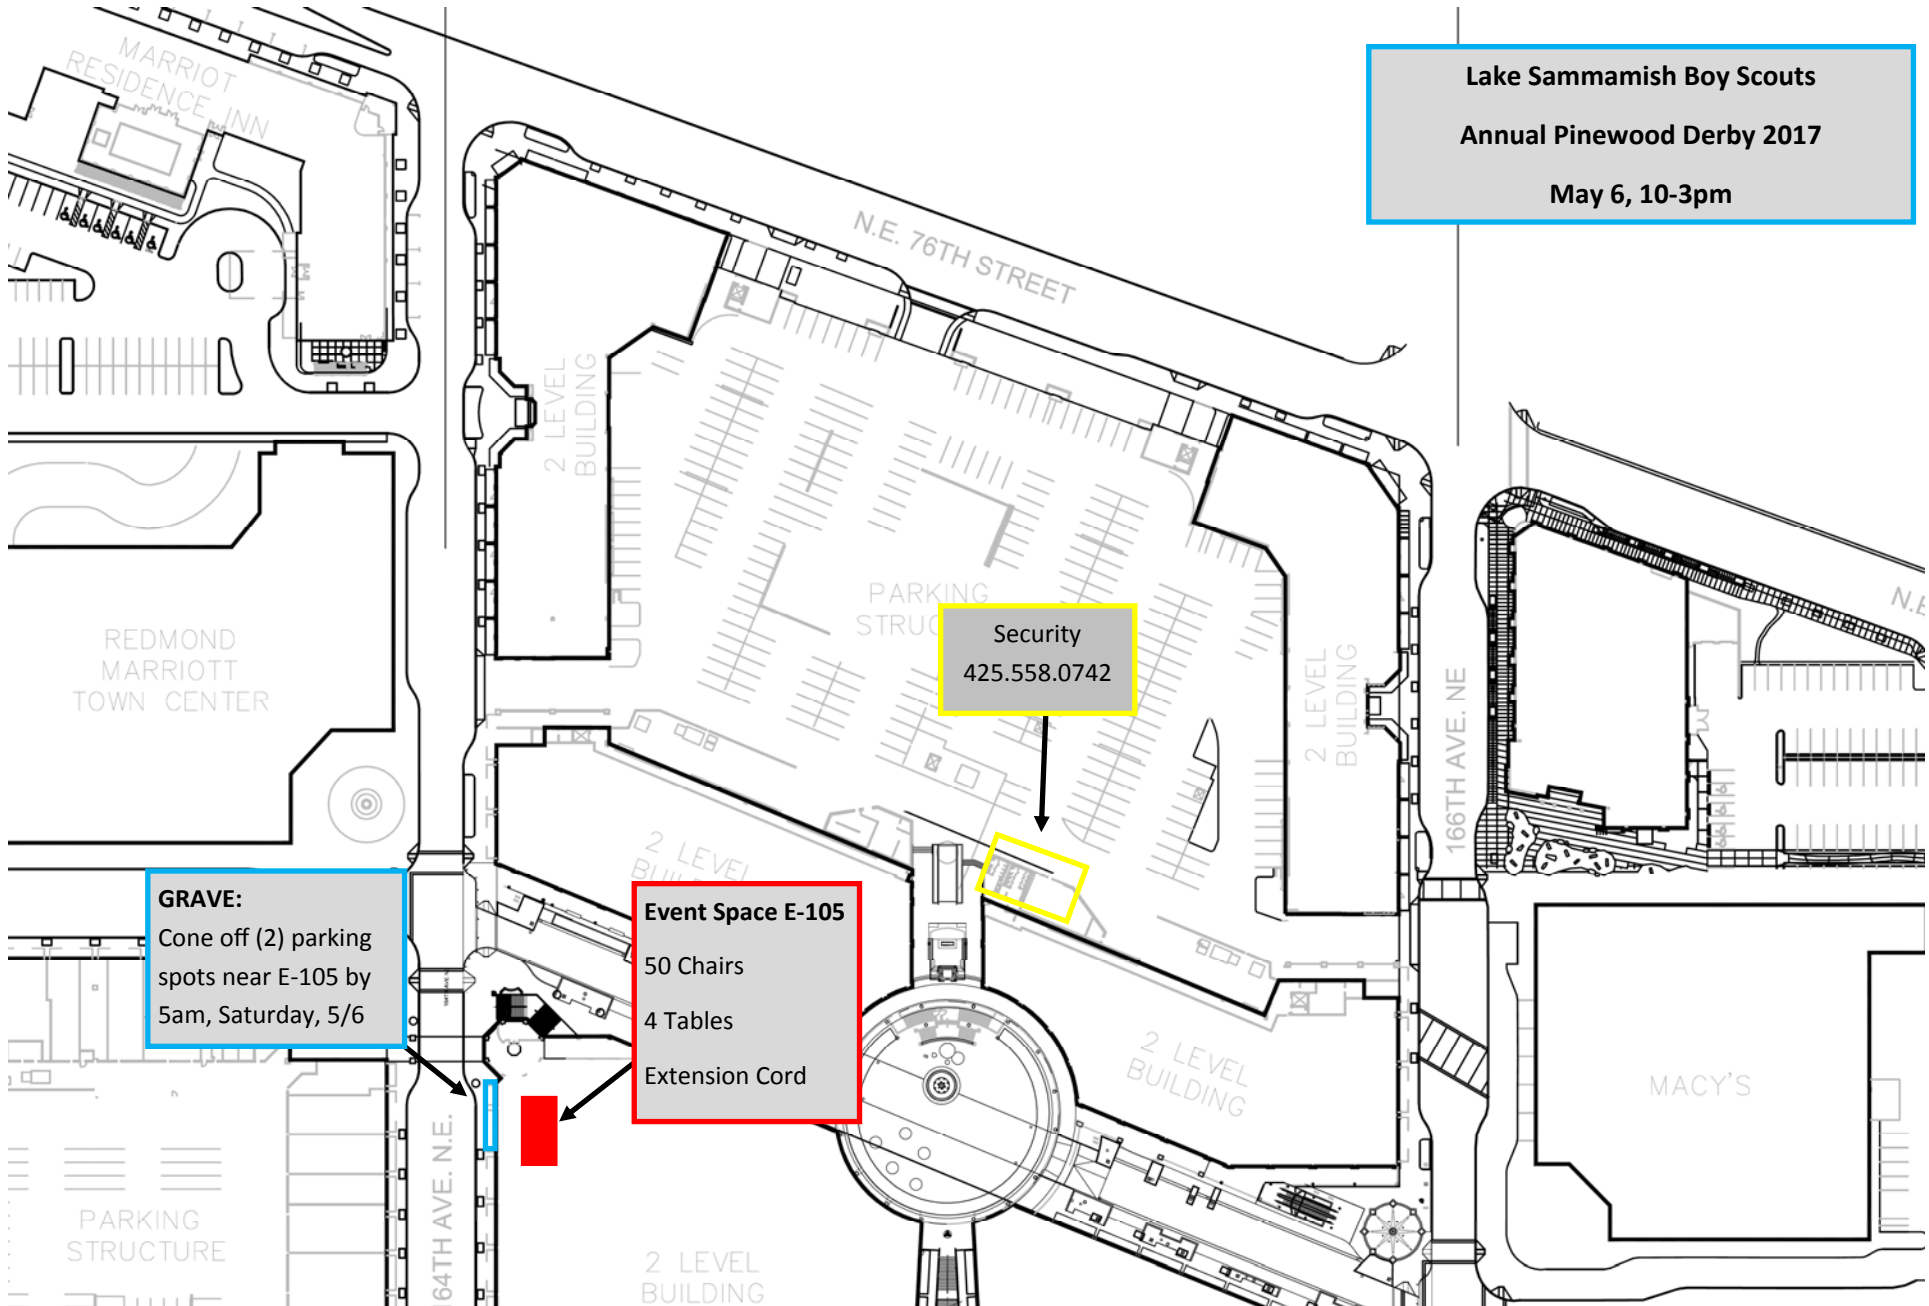 MARRIOT
RESIDENCE INN
Lake Sammamish Boy Scouts
Annual Pinewood Derby 2017
May 6, 10-3pm
N.E. 76TH STREET
2 LEVEL
BUILDING
PARKING
STRUC
Security
425.558.0742
REDMOND
MARRIOTT
TOWN CENTER
2 LEVEL
BUILDING
166TH AVE. NE
N.E
2 LEVEL
BUILDING
GRAVE:
Cone off (2) parking
spots near E-105 by
5am, Saturday, 5/6
Event Space E-105
50 Chairs
4 Tables
Extension Cord
2 LEVEL
BUILDING
MACY'S
164TH AVE. N.E.
PARKING
STRUCTURE
2 LEVEL
BUILDING